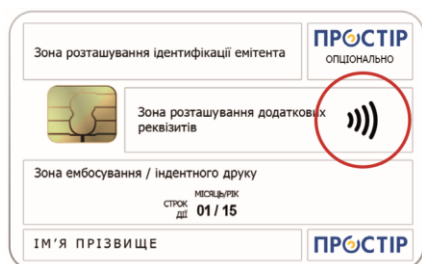 Зона розташування ідентифікації емітента
ПРОСТІР
ОПЦІОНАЛЬНО
Зона розташування додаткових
реквізитів
Зона ембосування / індентного друку
МІСЯЦЬ/РІК
СТРОК
ДІЇ 01 / 15
ІМ'Я ПРІЗВИЩЕ
ПРОСТІР